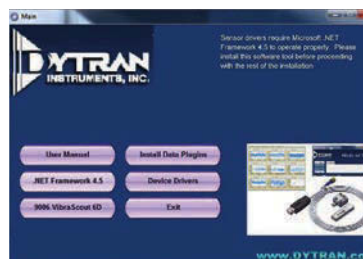 Main
DYTRAN
INSTRUMENTS, INC.
Sensor drivers require Microsoft .NET
Framework 4.5 to operate properly. Please
install this software tool before proceeding
with the rest of the installation
User Manual
Install Data Plugins
.NET Framework 4.5
Device Drivers
9006 VibraScout 6D
Exit
www.DYTRAN.co